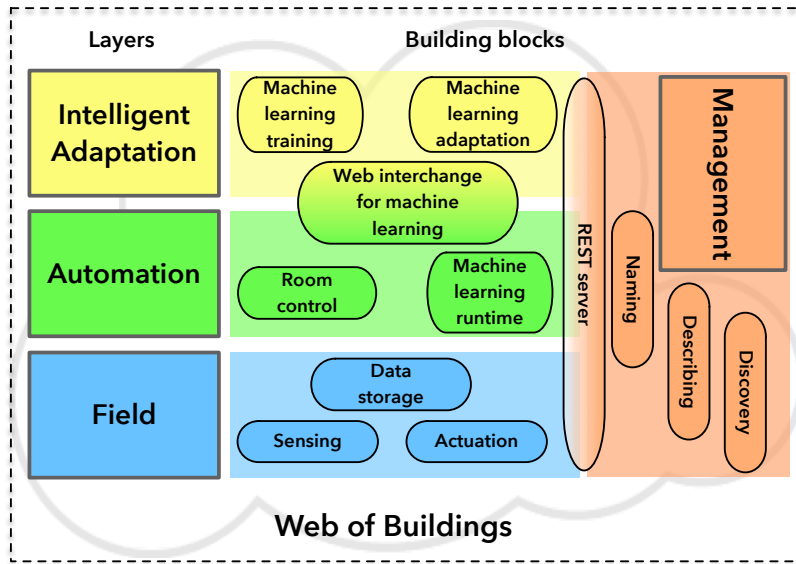 Layers
Building blocks
Intelligent
Adaptation
Machine
learning
training
Machine
learning
adaptation
Web interchange
for machine
learning
Automation
Room
control
Machine
learning
runtime
Field
Data
storage
Sensing
Actuation
REST server
Management
Naming
Describing
Discovery
Web of Buildings